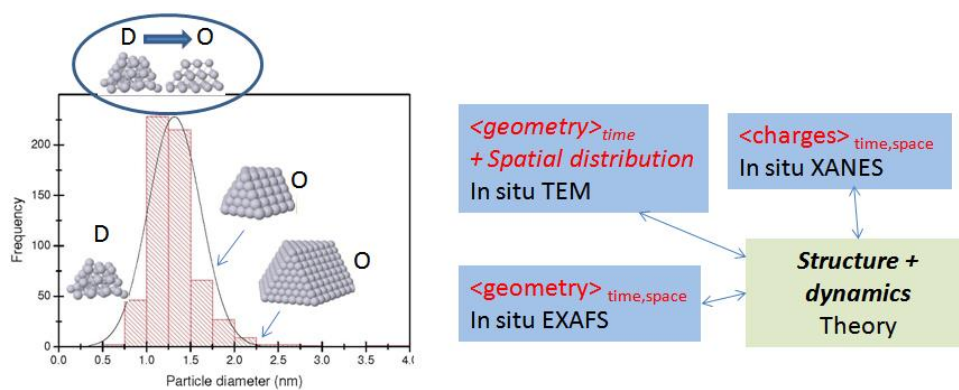 D O
200
150
100
50
0
Frequency
D
O
O
0.0 0.5 1.0 1.5 2.0 2.5 3.0 3.5 4.0
Particle diameter (nm)
<geometry>time
+ Spatial distribution
In situ TEM
<charges> time,space
In situ XANES
<geometry> time,space
In situ EXAFS
Structure +
dynamics
Theory